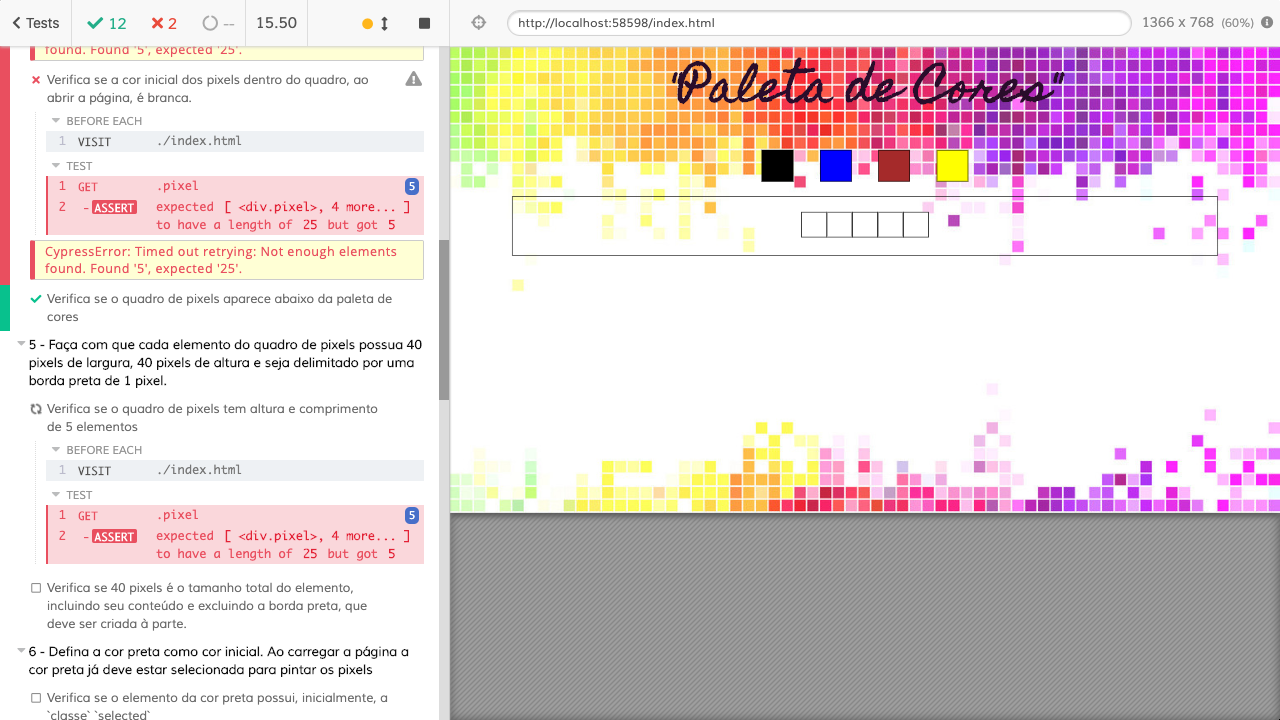 Tests
12
2
--
15.50
http://localhost:58598/index.html
1366 x 768 (60%)
found. Found '5', expected '25'.
Verifica se a cor inicial dos pixels dentro do quadro, ao
abrir a página, é branca.
BEFORE EACH
1 VISIT ./index.html
TEST
1 GET .pixel 5
2 -ASSERT expected [ <div.pixel>, 4 more... ]
to have a length of 25 but got 5
CypressError: Timed out retrying: Not enough elements
found. Found '5', expected '25'.
Verifica se o quadro de pixels aparece abaixo da paleta de
cores
5 - Faça com que cada elemento do quadro de pixels possua 40
pixels de largura, 40 pixels de altura e seja delimitado por uma
borda preta de 1 pixel.
Verifica se o quadro de pixels tem altura e comprimento
de 5 elementos
BEFORE EACH
1 VISIT ./index.html
TEST
1 GET .pixel 5
2 -ASSERT expected [ <div.pixel>, 4 more... ]
to have a length of 25 but got 5
Verifica se 40 pixels é o tamanho total do elemento,
incluindo seu conteúdo e excluindo a borda preta, que
deve ser criada à parte.
6 - Defina a cor preta como cor inicial. Ao carregar a página a
cor preta já deve estar selecionada para pintar os pixels
Verifica se o elemento da cor preta possui, inicialmente, a
`classe` `selected`
"Paleta de Cores"